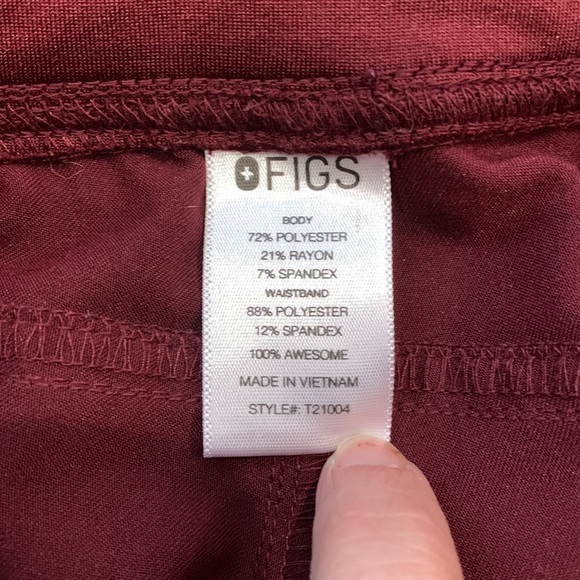 FIGS
BODY
72% POLYESTER
21% RAYON
7% SPANDEX
WAISTBAND
88% POLYESTER
12% SPANDEX
100% AWESOME
MADE IN VIETNAM
STYLE#: T21004